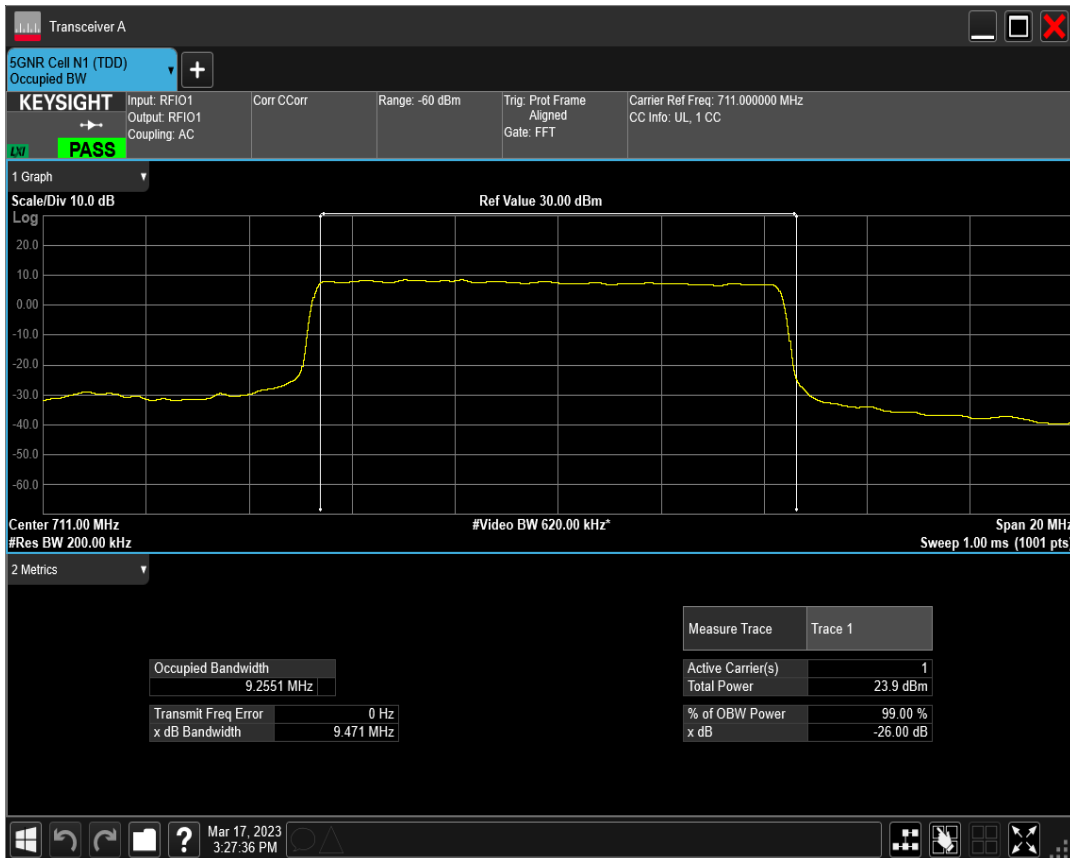 Transceiver A
5GNR Cell N1 (TDD)
Occupied BW
+
KEYSIGHT
LXI
PASS
Input: RFIO1
Output: RFIO1
Coupling: AC
Corr CCorr
Range: -60 dBm
Trig: Prot Frame
Aligned
Gate: FFT
Carrier Ref Freq: 711.000000 MHz
CC Info: UL, 1 CC
1 Graph
Scale/Div 10.0 dB
Ref Value 30.00 dBm
Log
20.0
10.0
0.00
-10.0
-20.0
-30.0
-40.0
-50.0
-60.0
Center 711.00 MHz
#Video BW 620.00 kHz*
Span 20 MHz
#Res BW 200.00 kHz
Sweep 1.00 ms (1001 pts)
2 Metrics
Measure Trace Trace 1
Occupied Bandwidth
9.2551 MHz
Active Carrier(s) 1
Total Power 23.9 dBm
Transmit Freq Error 0 Hz
x dB Bandwidth 9.471 MHz
% of OBW Power 99.00 %
x dB -26.00 dB
?
Mar 17, 2023
3:27:36 PM